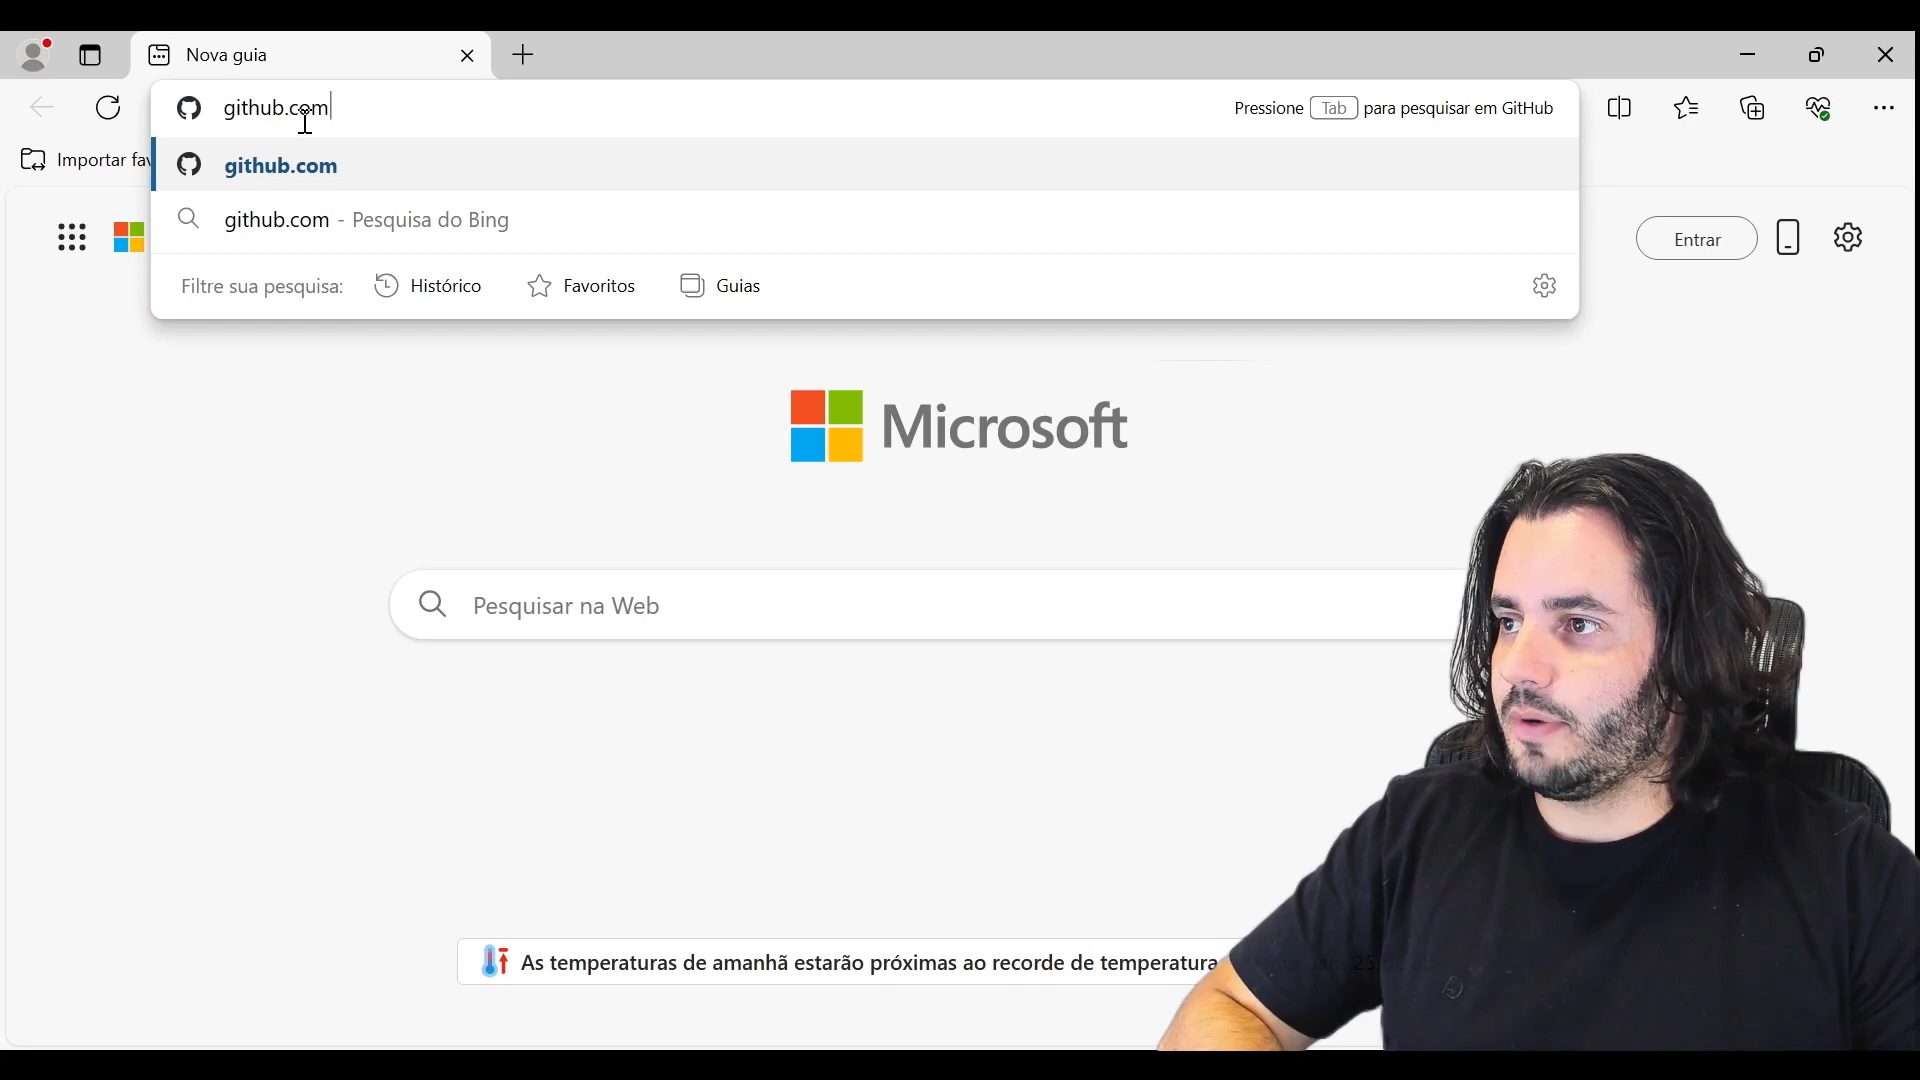 Nova guia
github.com
Pressione Tab para pesquisar em GitHub
github.com
Importar fav
github.com - Pesquisa do Bing
Entrar
Filtre sua pesquisa: Histórico Favoritos Guias
Microsoft
Pesquisar na Web
As temperaturas de amanhã estarão próximas ao recorde de temperatura